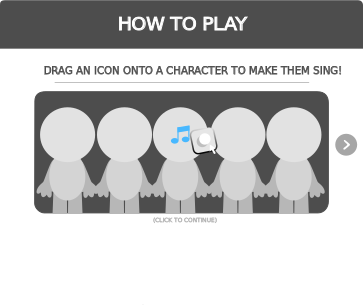 HOW TO PLAY
DRAG AN ICON ONTO A CHARACTER TO MAKE THEM SING!
(CLICK TO CONTINUE)